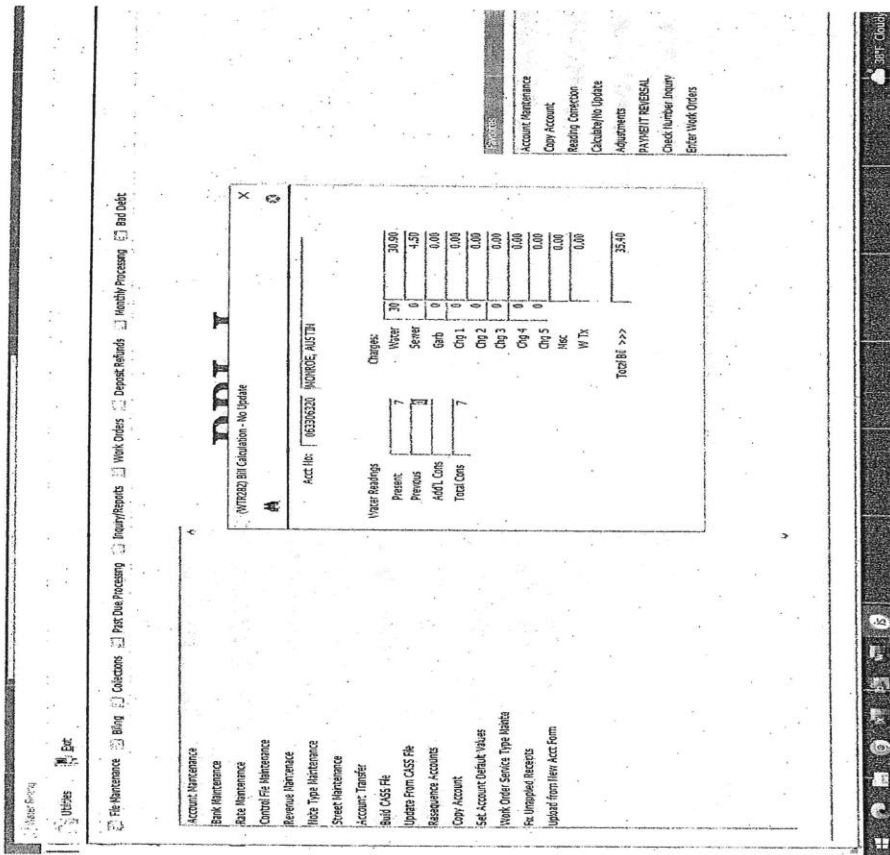 Water Billing
Utilities Exit
File Maintenance Billing Collections Past Due Processing Inquiry/Reports Work Orders Deposit Refunds Monthly Processing Bad Debt
Account Maintenance
Bank Maintenance
Rate Maintenance
Control File Maintenance
Revenue Maintenace
Note Type Maintenance
Street Maintenance
Account Transfer
Build CASS File
Update From CASS File
Resequence Accounts
Copy Account
Set Account Default Values
Work Order Service Type Mainte
Fix Unapplied Receipts
Upload from New Acct Form
(WTR282) Bill Calculation - No Update X
Acct No: 063306320 MONROE, AUSTIN
Water Readings
Present 7
Previous
Add'l. Cons
Total Cons 7
Charges:
Water 30 30.90
Sewer 0 4.50
Garb 0 0.00
Chg 1 0 0.00
Chg 2 0 0.00
Chg 3 0 0.00
Chg 4 0 0.00
Chg 5 0 0.00
Misc 0.00
W Tx 0.00
Total Bill >>> 35.40
Account Maintenance
Copy Account
Reading Correction
Calculate/No Update
Adjustments
PAYMENT REVERSAL
Check Number Inquiry
Enter Work Orders
38°F Cloudy